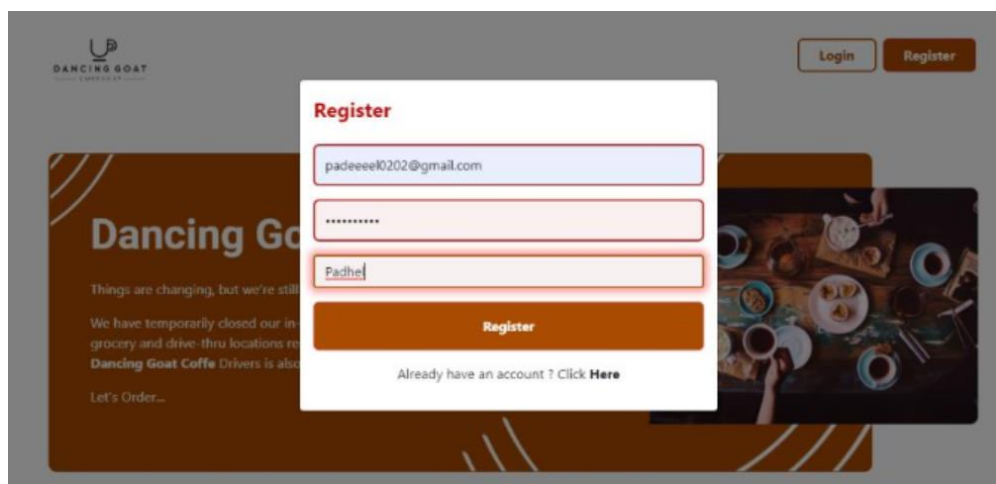 DANCING GOAT
Login
Register
Register
padeeeel0202@gmail.com
••••••••••
Padhel
Register
Already have an account ? Click Here
Dancing Go
Things are changing, but we're still
We have temporarily closed our in-
grocery and drive-thru locations re
Dancing Goat Coffe Drivers is also
Let's Order...